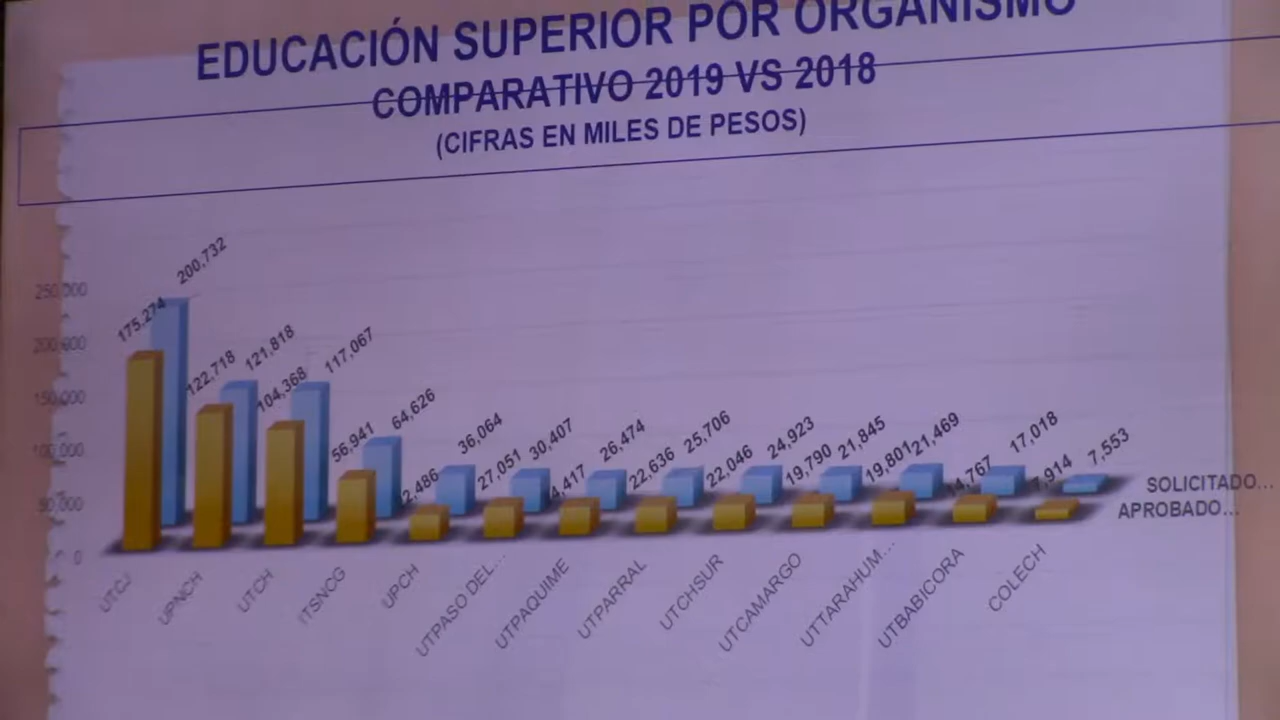 EDUCACIÓN SUPERIOR POR ORGANISMO
COMPARATIVO 2019 VS 2018
(CIFRAS EN MILES DE PESOS)
250,000
200,000
150,000
100,000
50,000
0
175,274
200,732
122,718
121,818
104,368
117,067
56,941
64,626
2,486
36,064
27,051
30,407
4,417
26,474
22,636
25,706
22,046
24,923
19,790
21,845
19,801
21,469
14,767
17,018
7,914
7,553
SOLICITADO...
APROBADO...
UTCJ
UPNCH
UTCH
ITSNCG
UPCH
UTPASO DEL...
UTPAQUIME
UTPARRAL
UTCHSUR
UTCAMARGO
UTTARAHUM...
UTBABICORA
COLECH